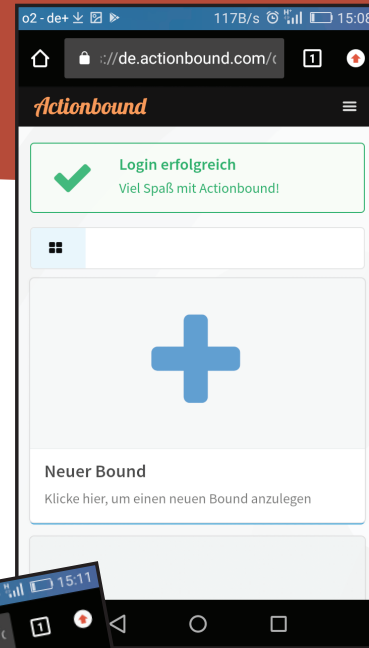 o2 - de+ 117B/s 15:08
://de.actionbound.com/ 1
Actionbound
Login erfolgreich
Viel Spaß mit Actionbound!
Neuer Bound
Klicke hier, um einen neuen Bound anzulegen
15:11
1